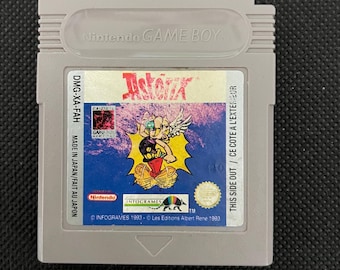 Nintendo GAME BOY
Astérix
DMG-XA-FAH
MADE IN JAPAN/FAIT AU JAPON
THIS SIDE OUT / CE COTE A L'EXTERIEUR
Nintendo
INFOGRAMES
TM
© INFOGRAMES 1993 - © Les Editions Albert René 1993